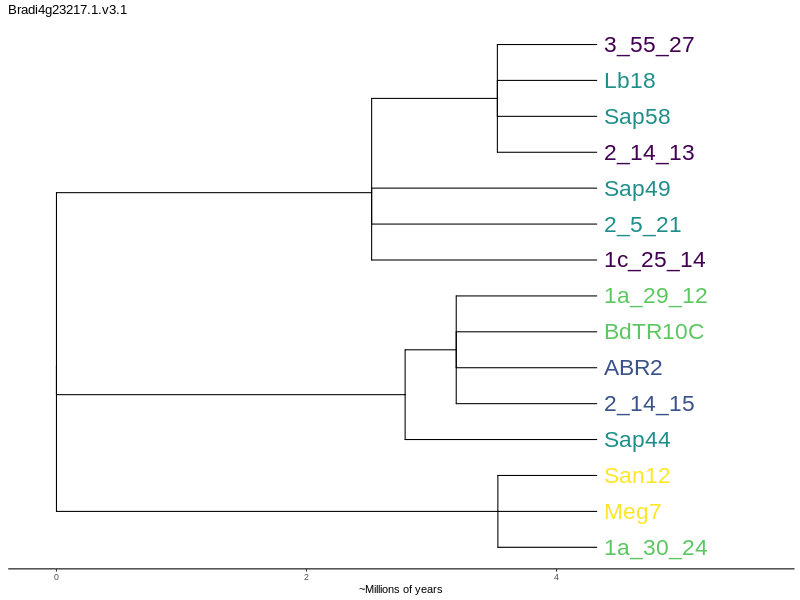 Bradi4g23217.1.v3.1
3_55_27
Lb18
Sap58
2_14_13
Sap49
2_5_21
1c_25_14
1a_29_12
BdTR10C
ABR2
2_14_15
Sap44
San12
Meg7
1a_30_24
0 2 4
~Millions of years